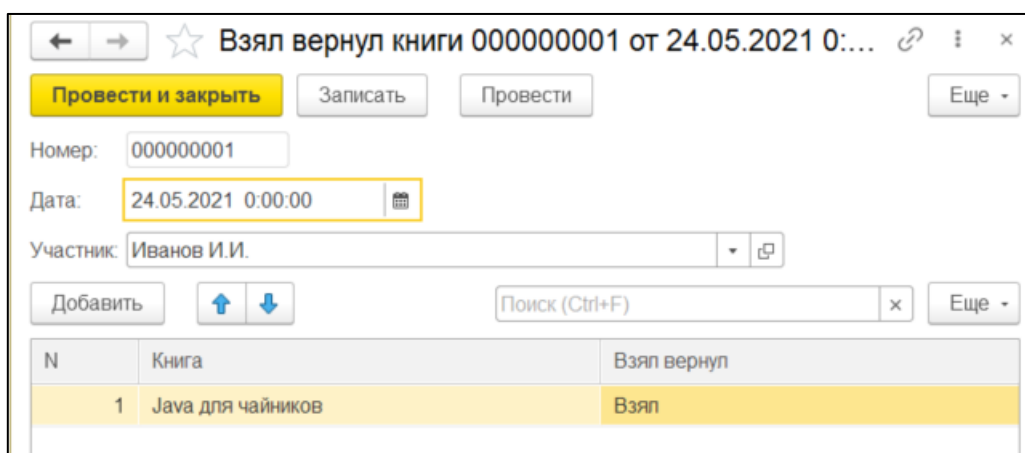 Взял вернул книги 000000001 от 24.05.2021 0:...
Провести и закрыть Записать Провести Еще
Номер: 000000001
Дата: 24.05.2021 0:00:00
Участник: Иванов И.И.
Добавить Поиск (Ctrl+F) × Еще
N Книга Взял вернул
1 Java для чайников Взял